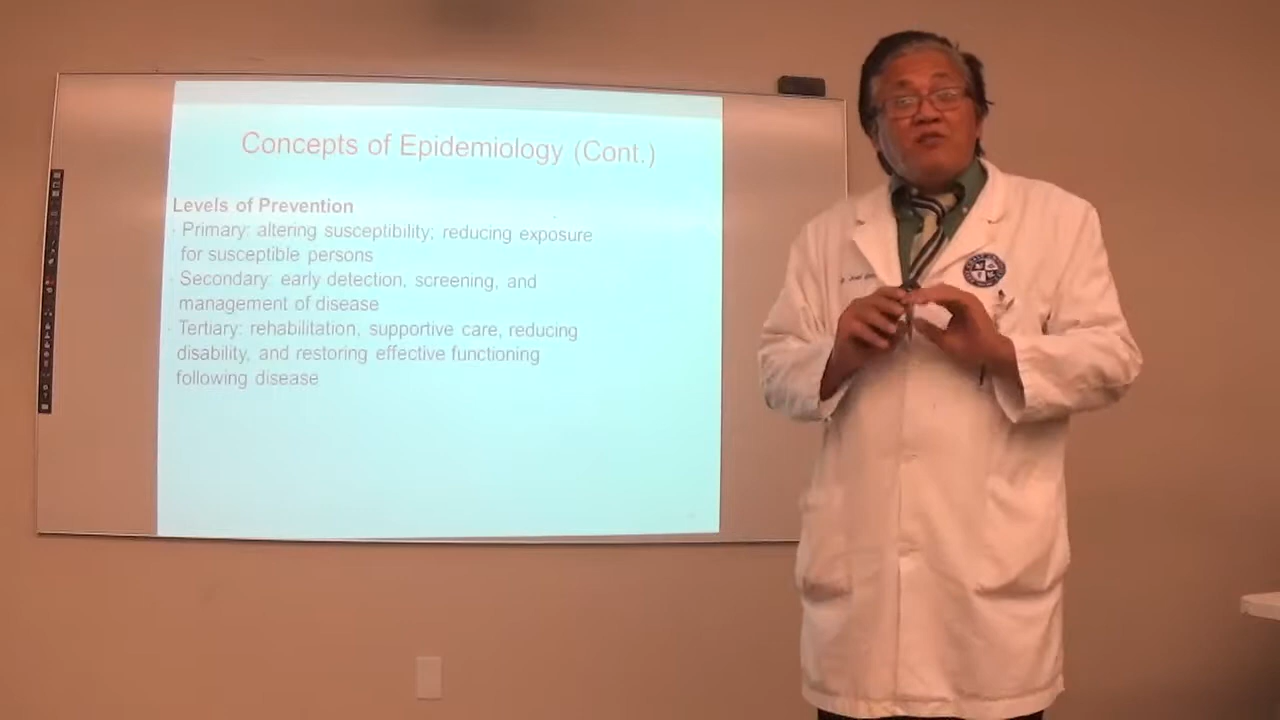 Concepts of Epidemiology (Cont.)
Levels of Prevention
Primary: altering susceptibility; reducing exposure
for susceptible persons
Secondary: early detection, screening, and
management of disease
Tertiary: rehabilitation, supportive care, reducing
disability, and restoring effective functioning
following disease